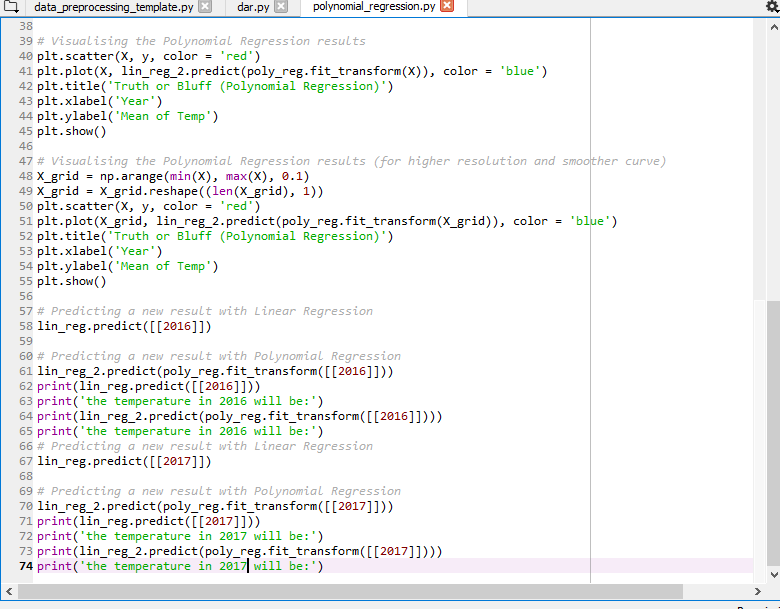 data_preprocessing_template.py dar.py polynomial_regression.py
38
39 # Visualising the Polynomial Regression results
40 plt.scatter(X, y, color = 'red')
41 plt.plot(X, lin_reg_2.predict(poly_reg.fit_transform(X)), color = 'blue')
42 plt.title('Truth or Bluff (Polynomial Regression)')
43 plt.xlabel('Year')
44 plt.ylabel('Mean of Temp')
45 plt.show()
46
47 # Visualising the Polynomial Regression results (for higher resolution and smoother curve)
48 X_grid = np.arange(min(X), max(X), 0.1)
49 X_grid = X_grid.reshape((len(X_grid), 1))
50 plt.scatter(X, y, color = 'red')
51 plt.plot(X_grid, lin_reg_2.predict(poly_reg.fit_transform(X_grid)), color = 'blue')
52 plt.title('Truth or Bluff (Polynomial Regression)')
53 plt.xlabel('Year')
54 plt.ylabel('Mean of Temp')
55 plt.show()
56
57 # Predicting a new result with Linear Regression
58 lin_reg.predict([[2016]])
59
60 # Predicting a new result with Polynomial Regression
61 lin_reg_2.predict(poly_reg.fit_transform([[2016]]))
62 print(lin_reg.predict([[2016]]))
63 print('the temperature in 2016 will be:')
64 print(lin_reg_2.predict(poly_reg.fit_transform([[2016]])))
65 print('the temperature in 2016 will be:')
66 # Predicting a new result with Linear Regression
67 lin_reg.predict([[2017]])
68
69 # Predicting a new result with Polynomial Regression
70 lin_reg_2.predict(poly_reg.fit_transform([[2017]]))
71 print(lin_reg.predict([[2017]]))
72 print('the temperature in 2017 will be:')
73 print(lin_reg_2.predict(poly_reg.fit_transform([[2017]])))
74 print('the temperature in 2017 will be:')